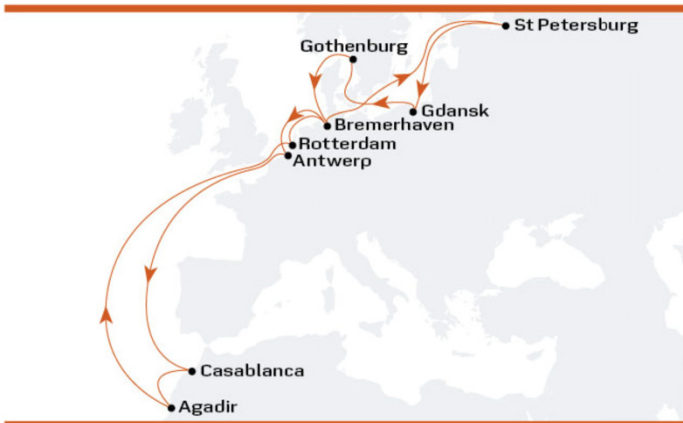 St Petersburg
Gothenburg
Gdansk
Bremerhaven
Rotterdam
Antwerp
Casablanca
Agadir